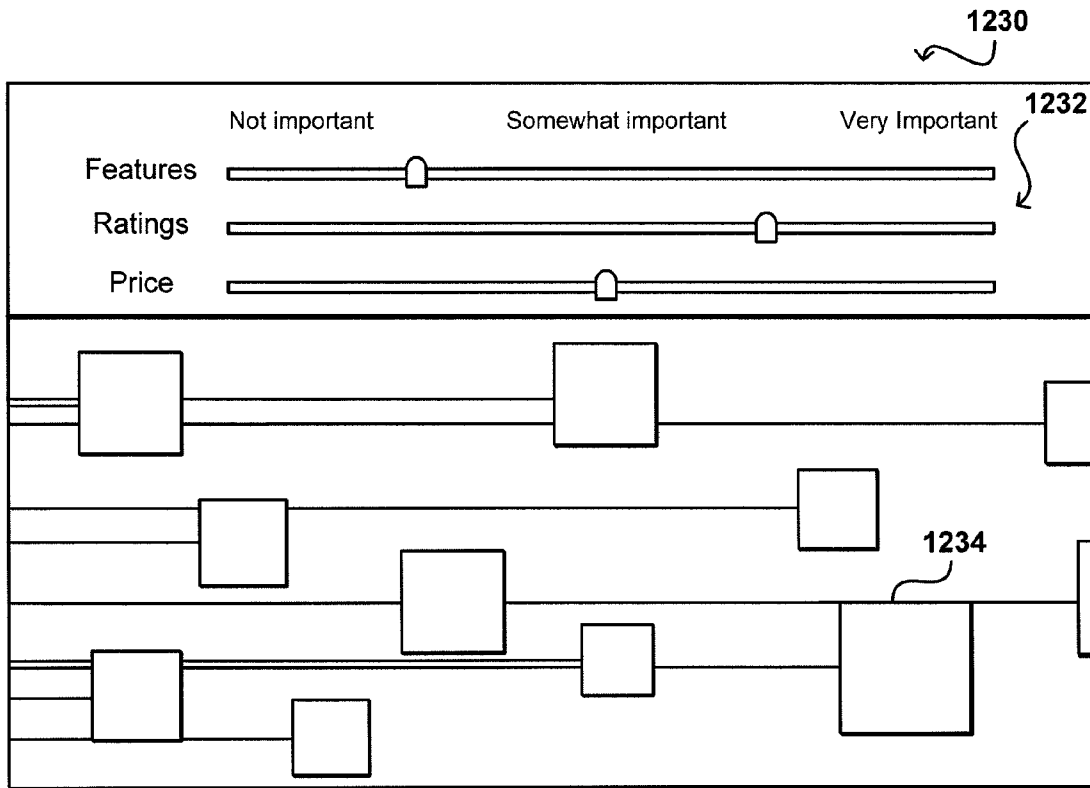 1230
1232
Not important Somewhat important Very Important
Features
Ratings
Price
1234